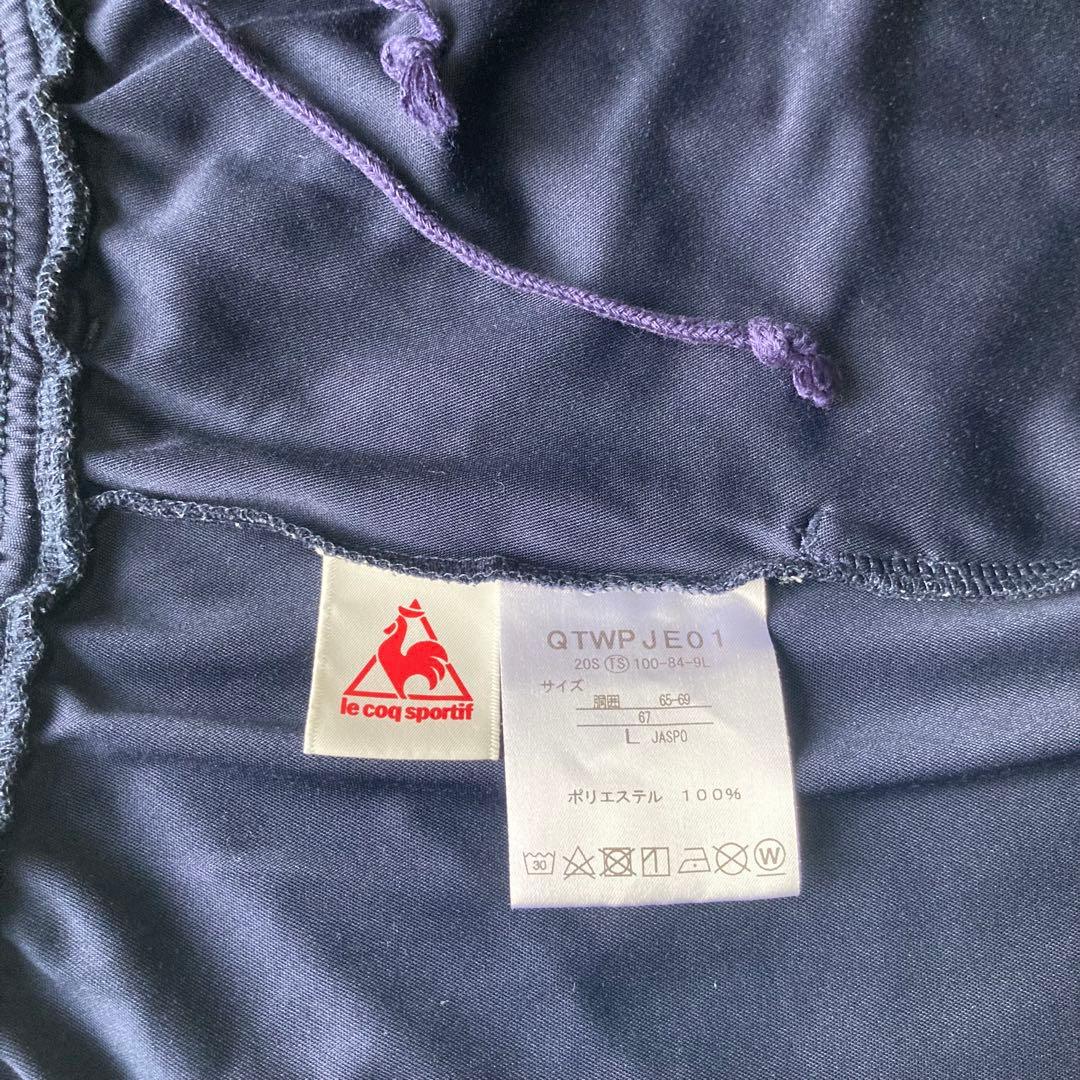 le coq sportif
QTWPJE01
20S TS 100-84-9L
サイズ
胴囲 65-69
67
L JASPO
ポリエステル 100%
30 W